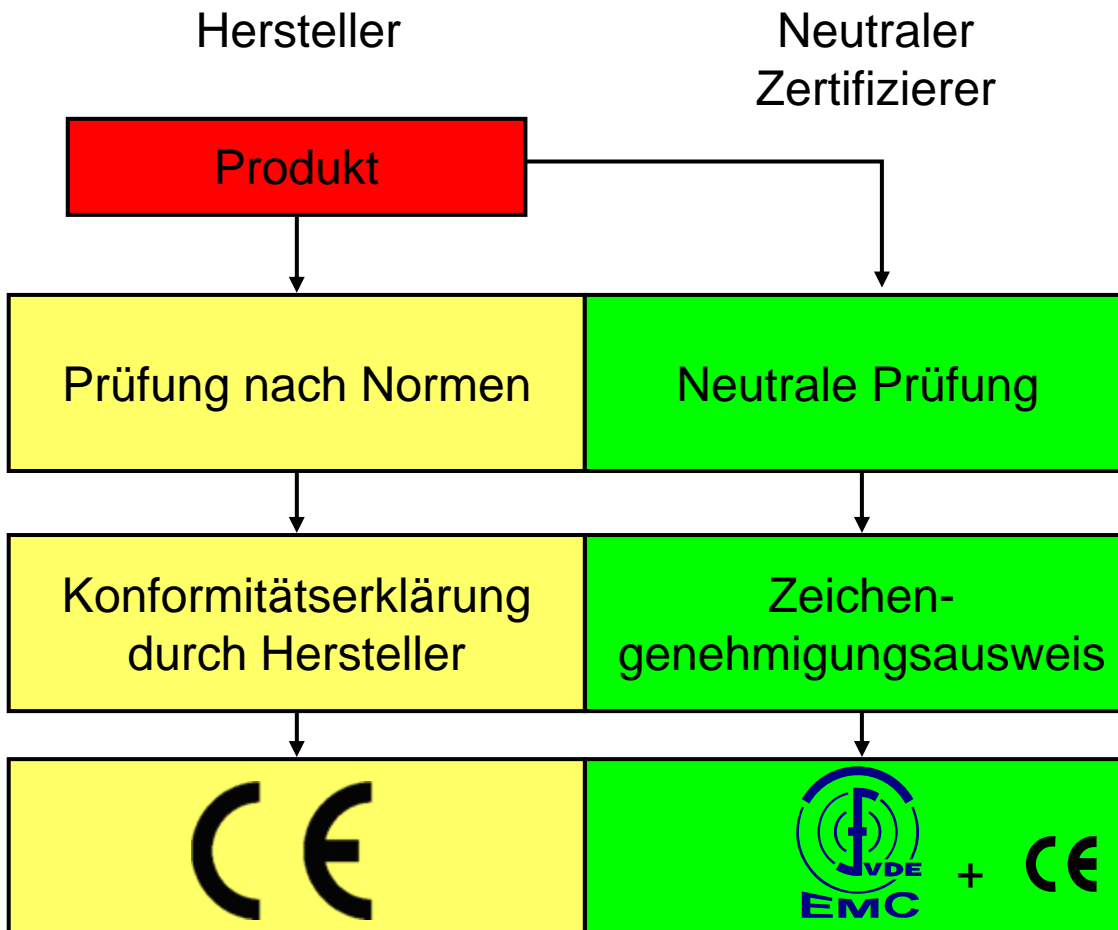 Hersteller
Neutraler
Zertifizierer
Produkt
Prüfung nach Normen
Neutrale Prüfung
Konformitätserklärung
durch Hersteller
Zeichen-
genehmigungsausweis
CE
VDE
EMC
+
CE